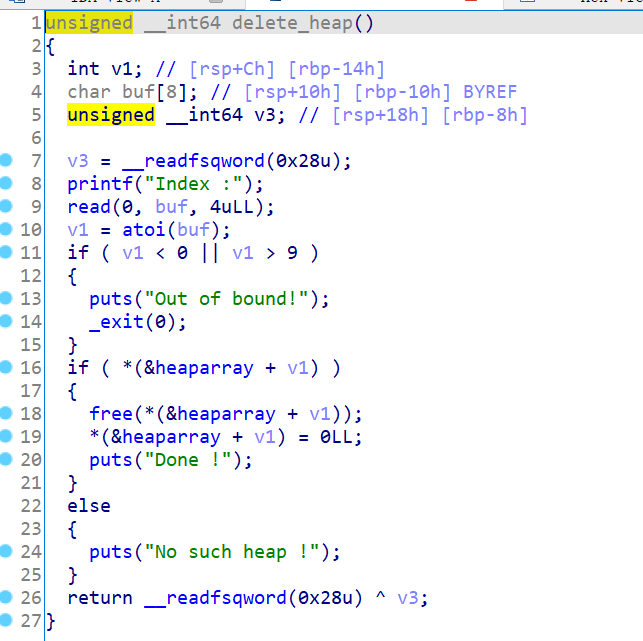 1 unsigned __int64 delete_heap()
2 {
3   int v1; // [rsp+Ch] [rbp-14h]
4   char buf[8]; // [rsp+10h] [rbp-10h] BYREF
5   unsigned __int64 v3; // [rsp+18h] [rbp-8h]
6
7   v3 = __readfsqword(0x28u);
8   printf("Index :");
9   read(0, buf, 4uLL);
10   v1 = atoi(buf);
11   if ( v1 < 0 || v1 > 9 )
12   {
13     puts("Out of bound!");
14     _exit(0);
15   }
16   if ( *(&heaparray + v1) )
17   {
18     free(*(&heaparray + v1));
19     *(&heaparray + v1) = 0LL;
20     puts("Done !");
21   }
22   else
23   {
24     puts("No such heap !");
25   }
26   return __readfsqword(0x28u) ^ v3;
27 }